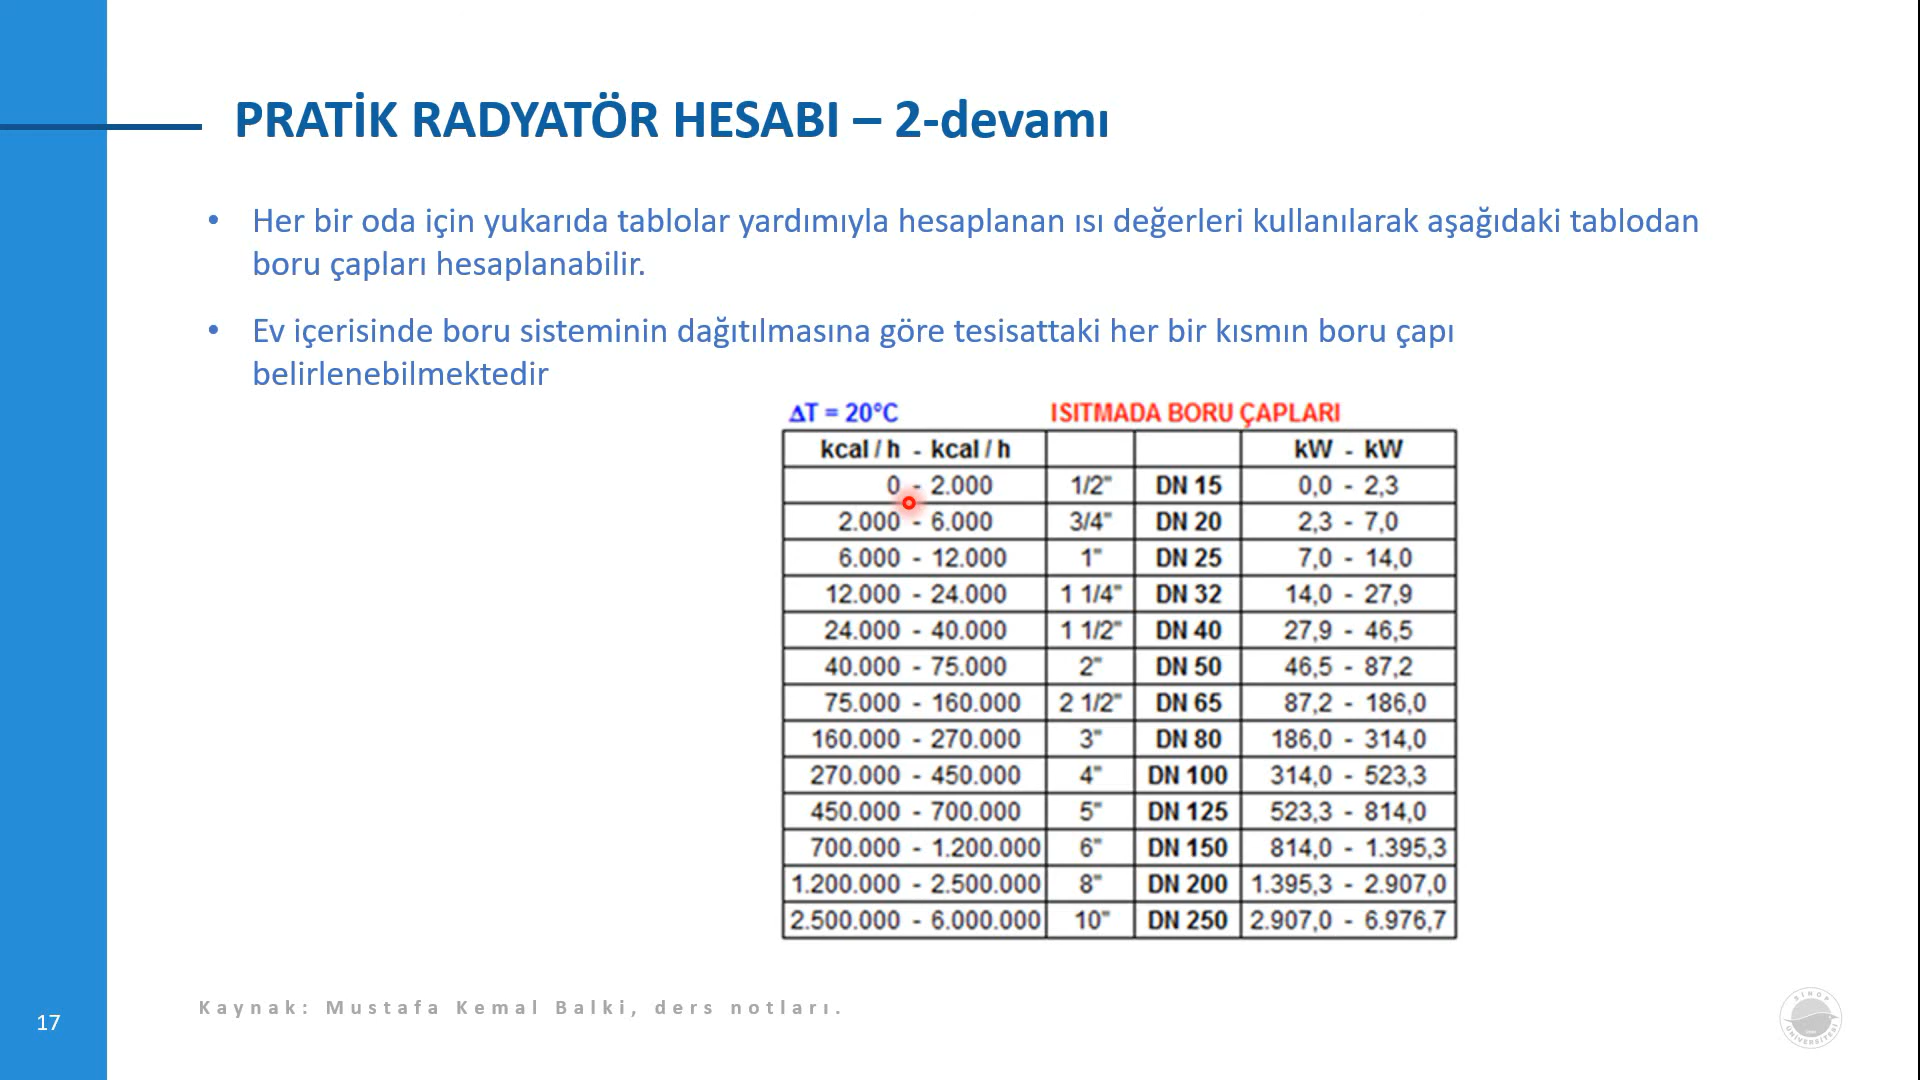 PRATİK RADYATÖR HESABI – 2-devamı
• Her bir oda için yukarıda tablolar yardımıyla hesaplanan ısı değerleri kullanılarak aşağıdaki tablodan
boru çapları hesaplanabilir.
• Ev içerisinde boru sisteminin dağıtılmasına göre tesisattaki her bir kısmın boru çapı
belirlenebilmektedir
ΔT = 20°C ISITMADA BORU ÇAPLARI
kcal / h - kcal / h kW - kW
0 - 2.000 1/2" DN 15 0,0 - 2,3
2.000 - 6.000 3/4" DN 20 2,3 - 7,0
6.000 - 12.000 1" DN 25 7,0 - 14,0
12.000 - 24.000 1 1/4" DN 32 14,0 - 27,9
24.000 - 40.000 1 1/2" DN 40 27,9 - 46,5
40.000 - 75.000 2" DN 50 46,5 - 87,2
75.000 - 160.000 2 1/2" DN 65 87,2 - 186,0
160.000 - 270.000 3" DN 80 186,0 - 314,0
270.000 - 450.000 4" DN 100 314,0 - 523,3
450.000 - 700.000 5" DN 125 523,3 - 814,0
700.000 - 1.200.000 6" DN 150 814,0 - 1.395,3
1.200.000 - 2.500.000 8" DN 200 1.395,3 - 2.907,0
2.500.000 - 6.000.000 10" DN 250 2.907,0 - 6.976,7
Kaynak: Mustafa Kemal Balki, ders notları.
17
SİNOP
ÜNİVERSİTESİ